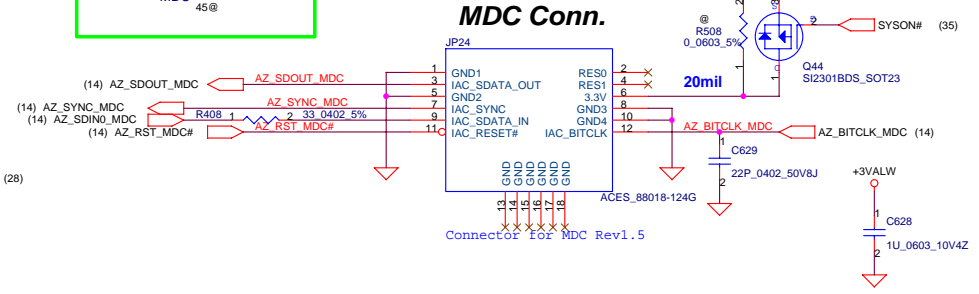 MDC
45@
MDC Conn.
JP24
(14) AZ_SDOUT_MDC
AZ_SDOUT_MDC
(14) AZ_SYNC_MDC
AZ_SYNC_MDC
(14) AZ_SDIN0_MDC
R408
1
2
33_0402_5%
(14) AZ_RST_MDC#
AZ_RST_MDC#
(28)
1
GND1
3
IAC_SDATA_OUT
5
GND2
7
IAC_SYNC
9
IAC_SDATA_IN
11
IAC_RESET#
RES0
2
RES1
4
3.3V
6
GND3
8
GND4
10
IAC_BITCLK
12
GND
GND
GND
GND
GND
GND
13
14
15
16
17
18
ACES_88018-124G
Connector for MDC Rev1.5
20mil
@
R508
0_0603_5%
2
1
S
3
G
2
1
Q44
SI2301BDS_SOT23
SYSON# (35)
AZ_BITCLK_MDC
AZ_BITCLK_MDC (14)
1
C629
22P_0402_50V8J
2
+3VALW
1
C628
1U_0603_10V4Z
2